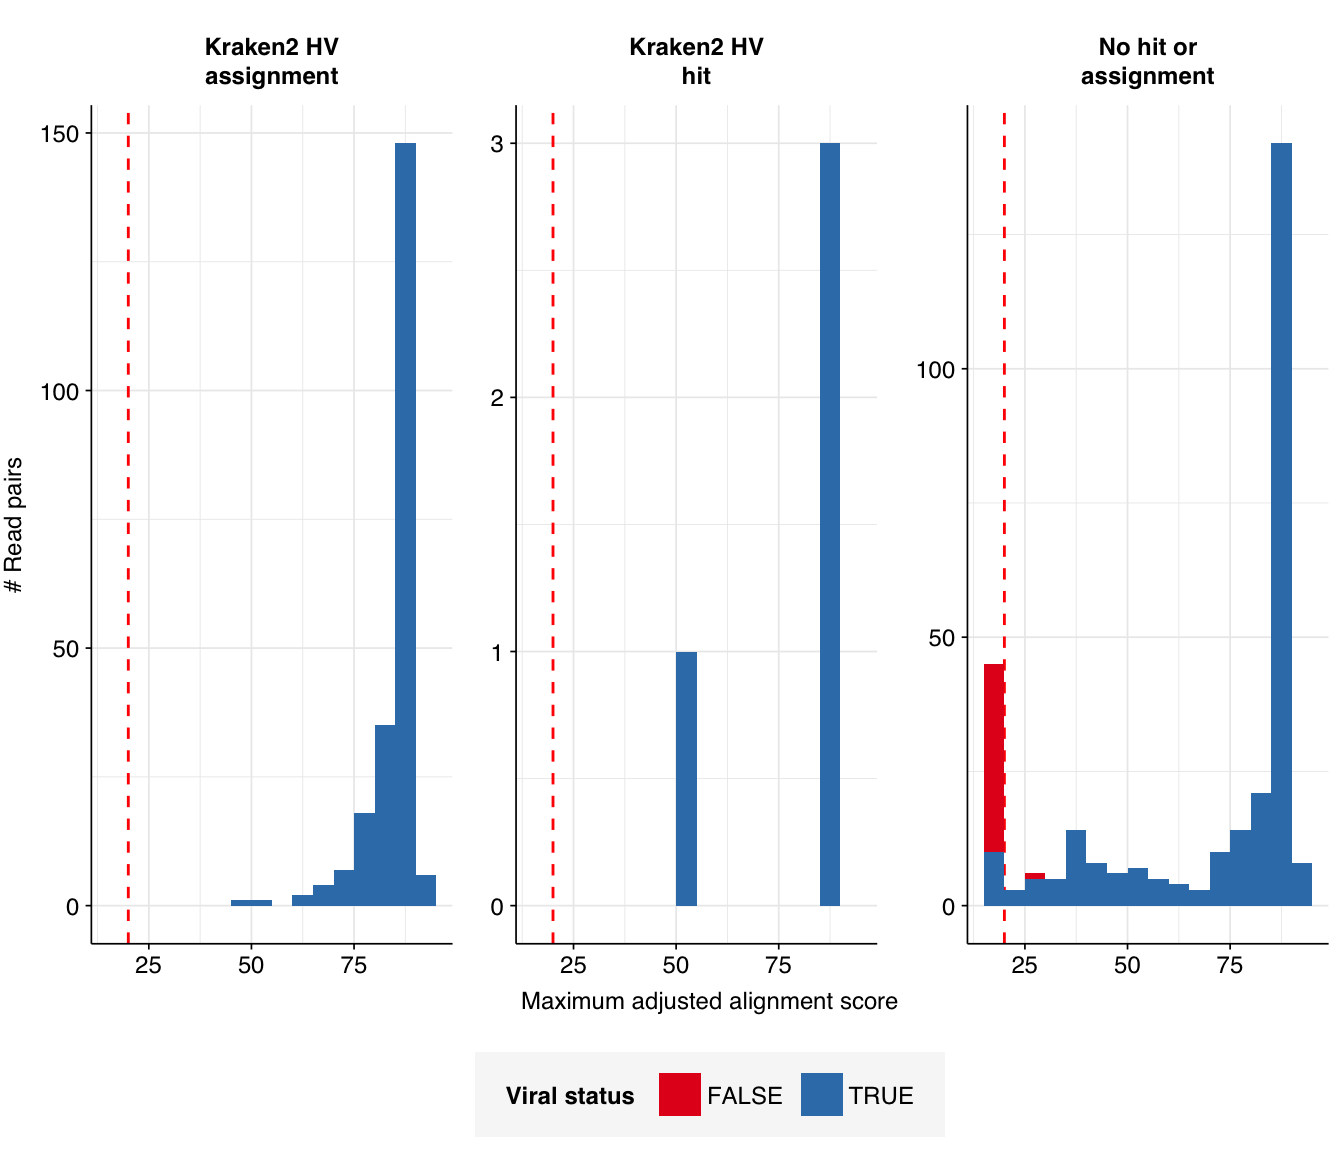 Kraken2 HV
assignment
Kraken2 HV
hit
No hit or
assignment
# Read pairs
150
100
50
0
3
2
1
0
100
50
0
25 50 75
25 50 75
25 50 75
Maximum adjusted alignment score
Viral status FALSE TRUE